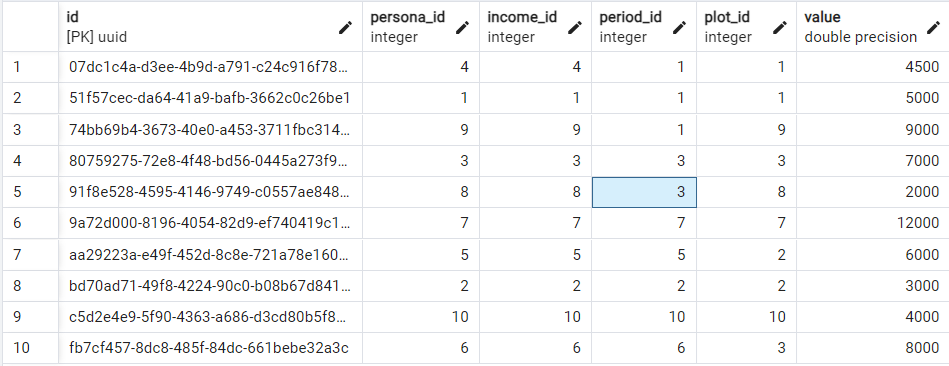 id persona_id income_id period_id plot_id value
[PK] uuid integer integer integer integer double precision
1 07dc1c4a-d3ee-4b9d-a791-c24c916f78... 4 4 1 1 4500
2 51f57cec-da64-41a9-bafb-3662c0c26be1 1 1 1 1 5000
3 74bb69b4-3673-40e0-a453-3711fbc314... 9 9 1 9 9000
4 80759275-72e8-4f48-bd56-0445a273f9... 3 3 3 3 7000
5 91f8e528-4595-4146-9749-c0557ae848... 8 8 3 8 2000
6 9a72d000-8196-4054-82d9-ef740419c1... 7 7 7 7 12000
7 aa29223a-e49f-452d-8c8e-721a78e160... 5 5 5 2 6000
8 bd70ad71-49f8-4224-90c0-b08b67d841... 2 2 2 2 3000
9 c5d2e4e9-5f90-4363-a686-d3cd80b5f8... 10 10 10 10 4000
10 fb7cf457-8dc8-485f-84dc-661bebe32a3c 6 6 6 3 8000